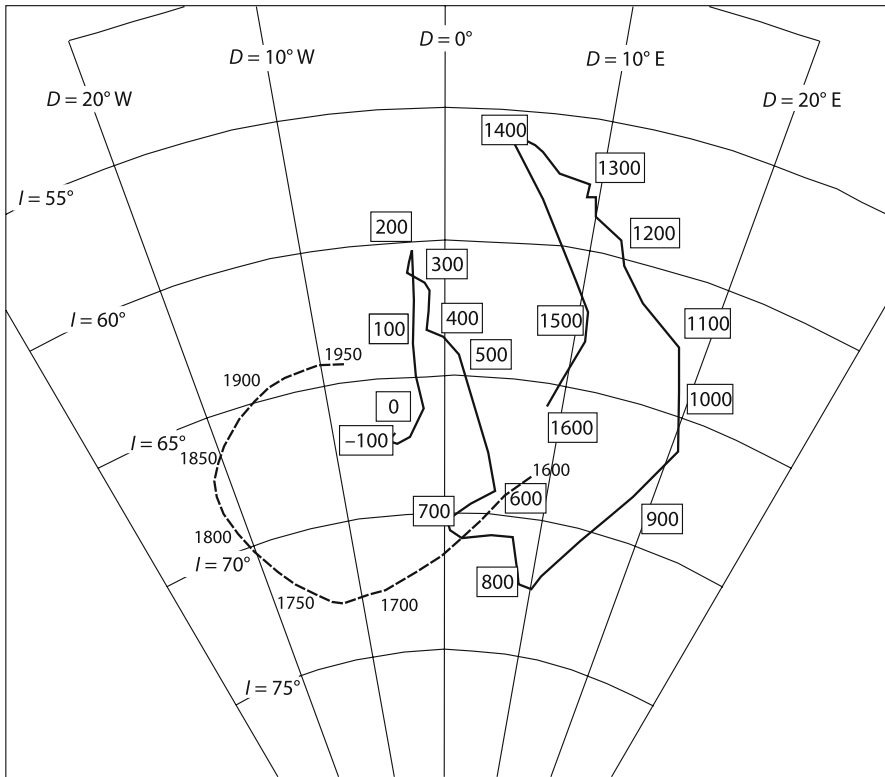 D = 0°
D = 10° W
D = 10° E
D = 20° W
D = 20° E
1400
1300
I = 55°
200
1200
300
I = 60°
100
400
1500
1100
1950
500
1900
1000
0
1600
–100
I = 65°
1850
1600
600
700
900
1800
I = 70°
800
1750
1700
I = 75°